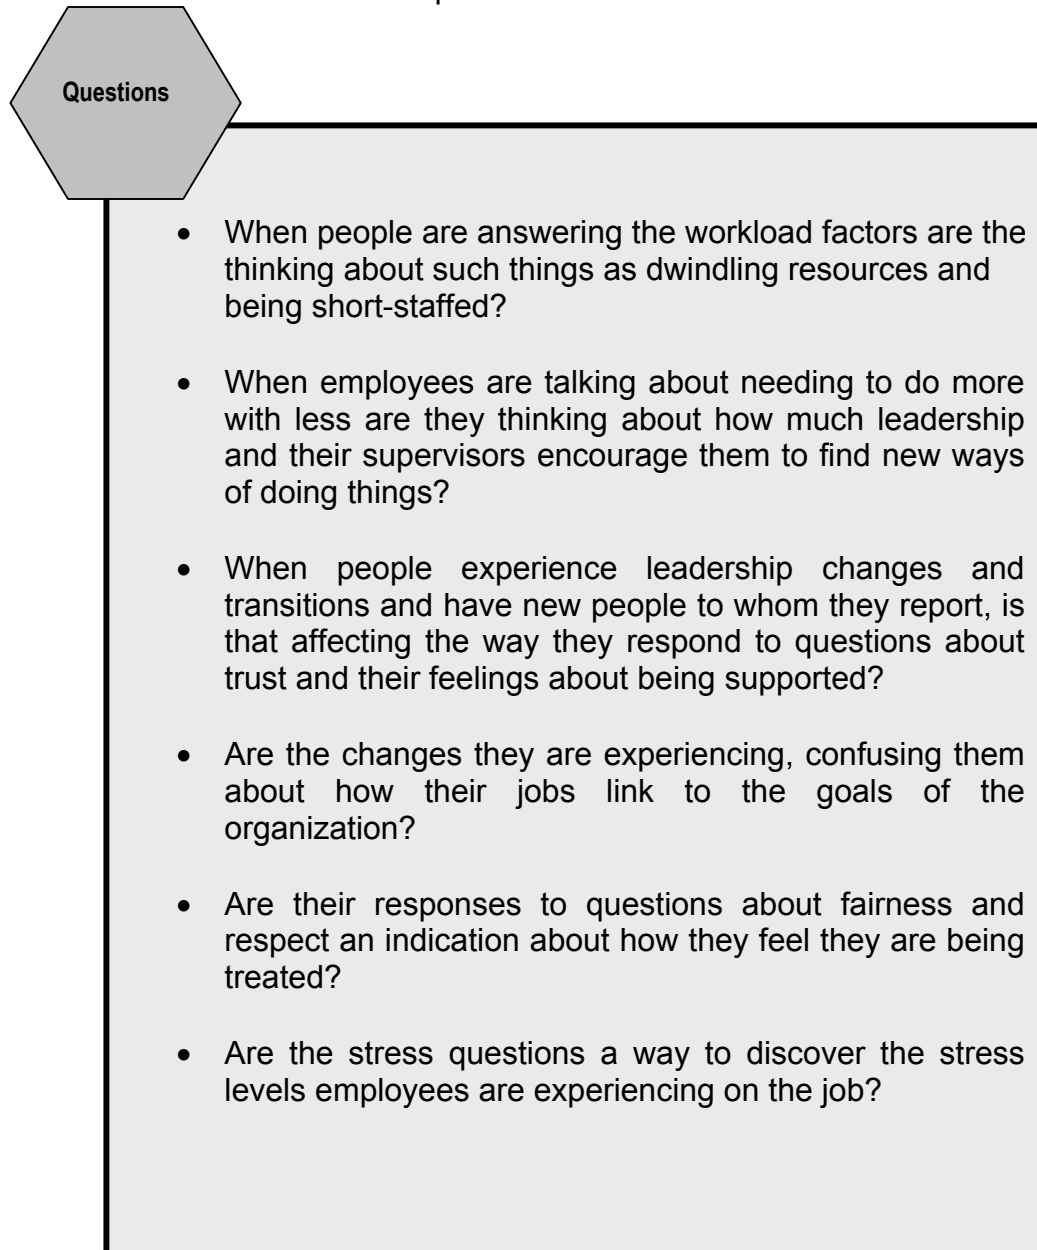 Questions
• When people are answering the workload factors are the
thinking about such things as dwindling resources and
being short-staffed?
• When employees are talking about needing to do more
with less are they thinking about how much leadership
and their supervisors encourage them to find new ways
of doing things?
• When people experience leadership changes and
transitions and have new people to whom they report, is
that affecting the way they respond to questions about
trust and their feelings about being supported?
• Are the changes they are experiencing, confusing them
about how their jobs link to the goals of the
organization?
• Are their responses to questions about fairness and
respect an indication about how they feel they are being
treated?
• Are the stress questions a way to discover the stress
levels employees are experiencing on the job?